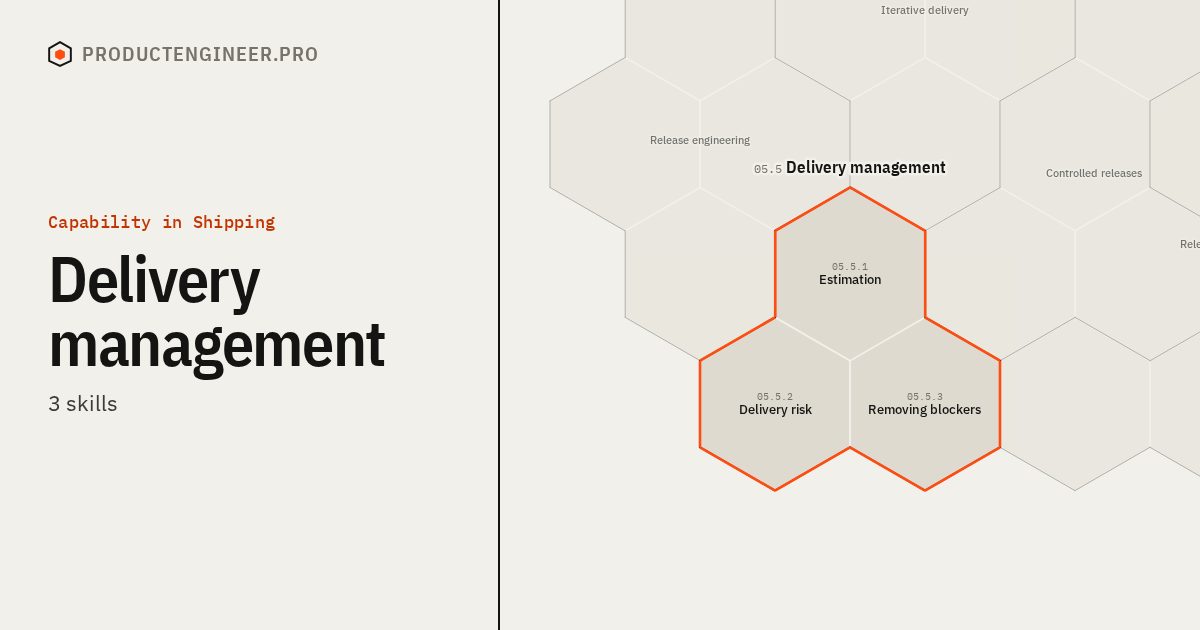 PRODUCTENGINEER.PRO
Capability in Shipping
Delivery
management
3 skills
Iterative delivery
Release engineering
05.5 Delivery management
Controlled releases
05.5.1
Estimation
05.5.2
Delivery risk
05.5.3
Removing blockers